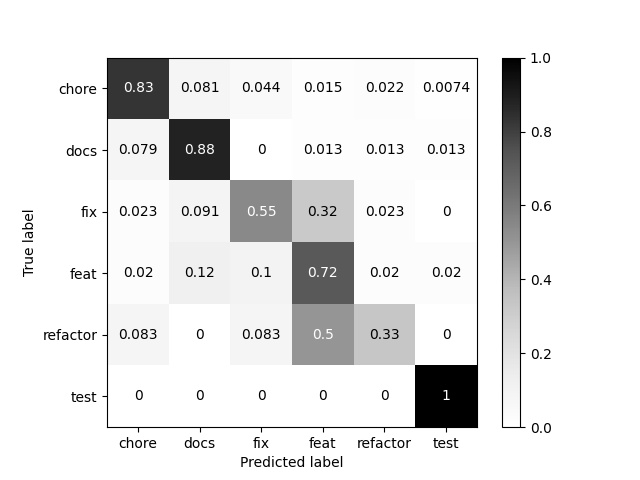 1.0
chore 0.83 0.081 0.044 0.015 0.022 0.0074
0.8
docs 0.079 0.88 0 0.013 0.013 0.013
True label
fix 0.023 0.091 0.55 0.32 0.023 0
0.6
feat 0.02 0.12 0.1 0.72 0.02 0.02
0.4
refactor 0.083 0 0.083 0.5 0.33 0
0.2
test 0 0 0 0 0 1
0.0
chore docs fix feat refactor test
Predicted label